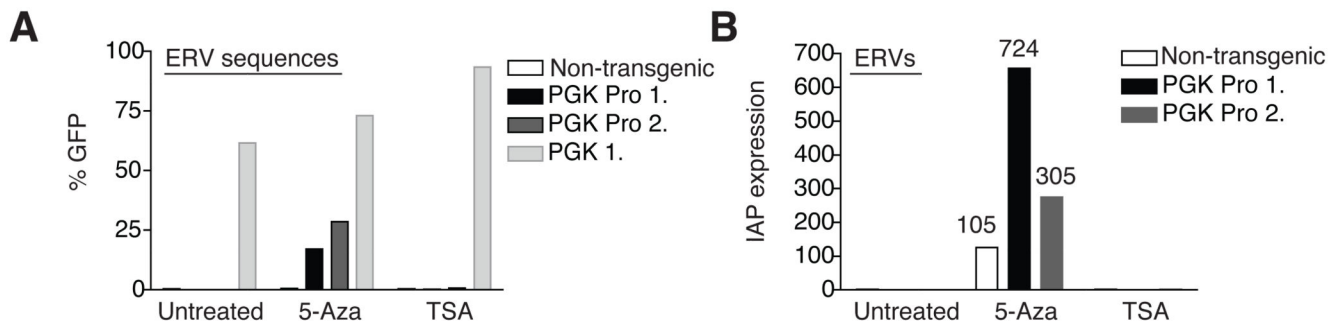 A
ERV sequences
% GFP
100
75
50
25
0
Untreated
5-Aza
TSA
Non-transgenic
PGK Pro 1.
PGK Pro 2.
PGK 1.
B
ERVs
IAP expression
700
600
500
400
300
200
100
0
105
724
305
Untreated
5-Aza
TSA
Non-transgenic
PGK Pro 1.
PGK Pro 2.